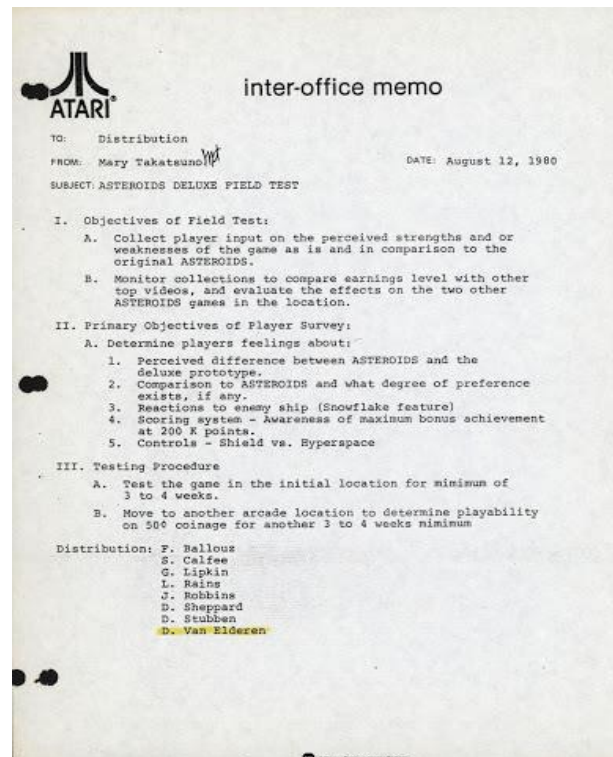 ATARI®
inter-office memo
TO: Distribution
FROM: Mary Takatsuno
DATE: August 12, 1980
SUBJECT: ASTEROIDS DELUXE FIELD TEST
I. Objectives of Field Test:
A. Collect player input on the perceived strengths and or
weaknesses of the game as is and in comparison to the
original ASTEROIDS.
B. Monitor collections to compare earnings level with other
top videos, and evaluate the effects on the two other
ASTEROIDS games in the location.
II. Primary Objectives of Player Survey:
A. Determine players feelings about:
1. Perceived difference between ASTEROIDS and the
deluxe prototype.
2. Comparison to ASTEROIDS and what degree of preference
exists, if any.
3. Reactions to enemy ship (Snowflake feature)
4. Scoring system - Awareness of maximum bonus achievement
at 200 K points.
5. Controls - Shield vs. Hyperspace
III. Testing Procedure
A. Test the game in the initial location for mimimum of
3 to 4 weeks.
B. Move to another arcade location to determine playability
on 50¢ coinage for another 3 to 4 weeks mimimum
Distribution: F. Ballouz
S. Calfee
G. Lipkin
L. Rains
J. Robbins
D. Sheppard
D. Stubben
D. Van Elderen